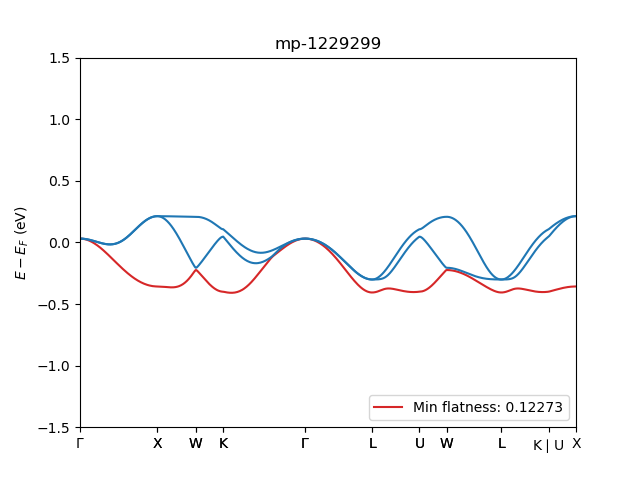 mp-1229299
1.5
1.0
0.5
0.0
−0.5
−1.0
−1.5
E − E_F (eV)
Min flatness: 0.12273
Γ X W K Γ L U W L K | U X